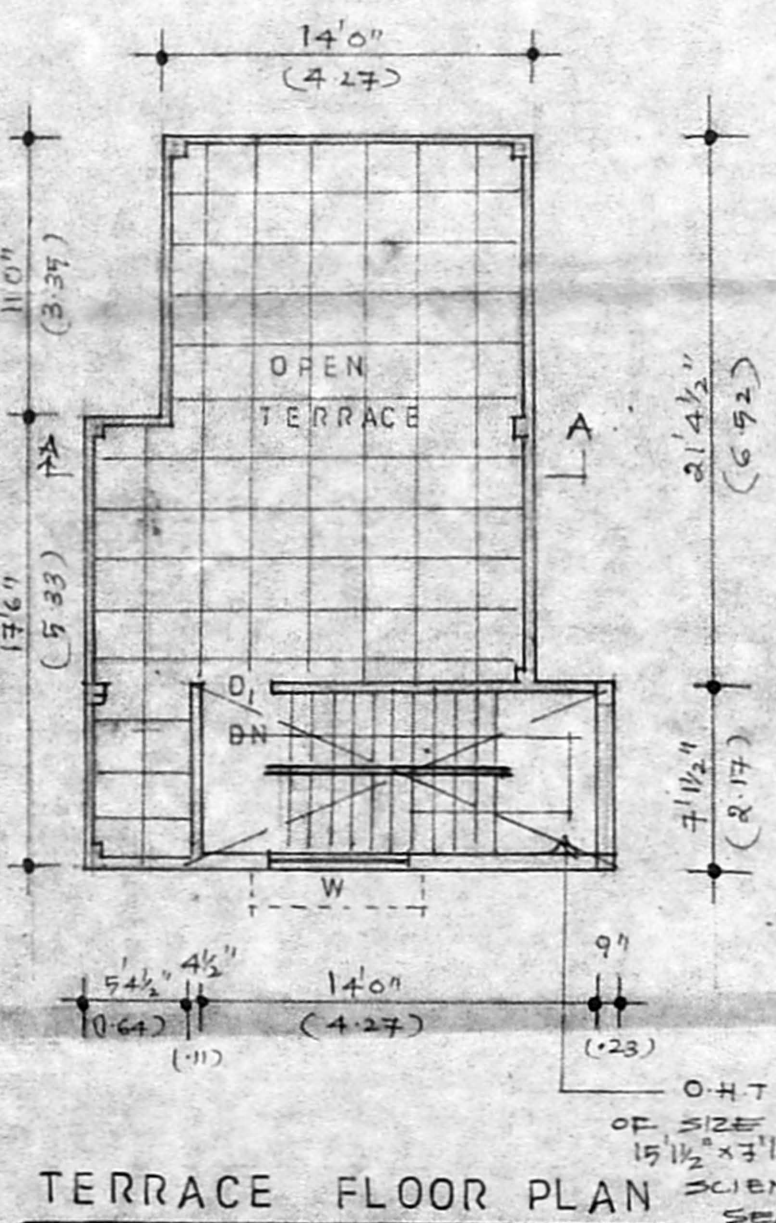 14'0"
(4.27)
11'0"
(3.35)
21'4½"
(6.52)
OPEN
TERRACE
A
A
17'6"
(5.33)
D1
DN
7'1½"
(2.17)
W
5'4½"
4½"
14'0"
9"
(1.64)
(.11)
(4.27)
(.23)
O.H.T
OF SIZE
15'1½" x 7'1
TERRACE FLOOR PLAN